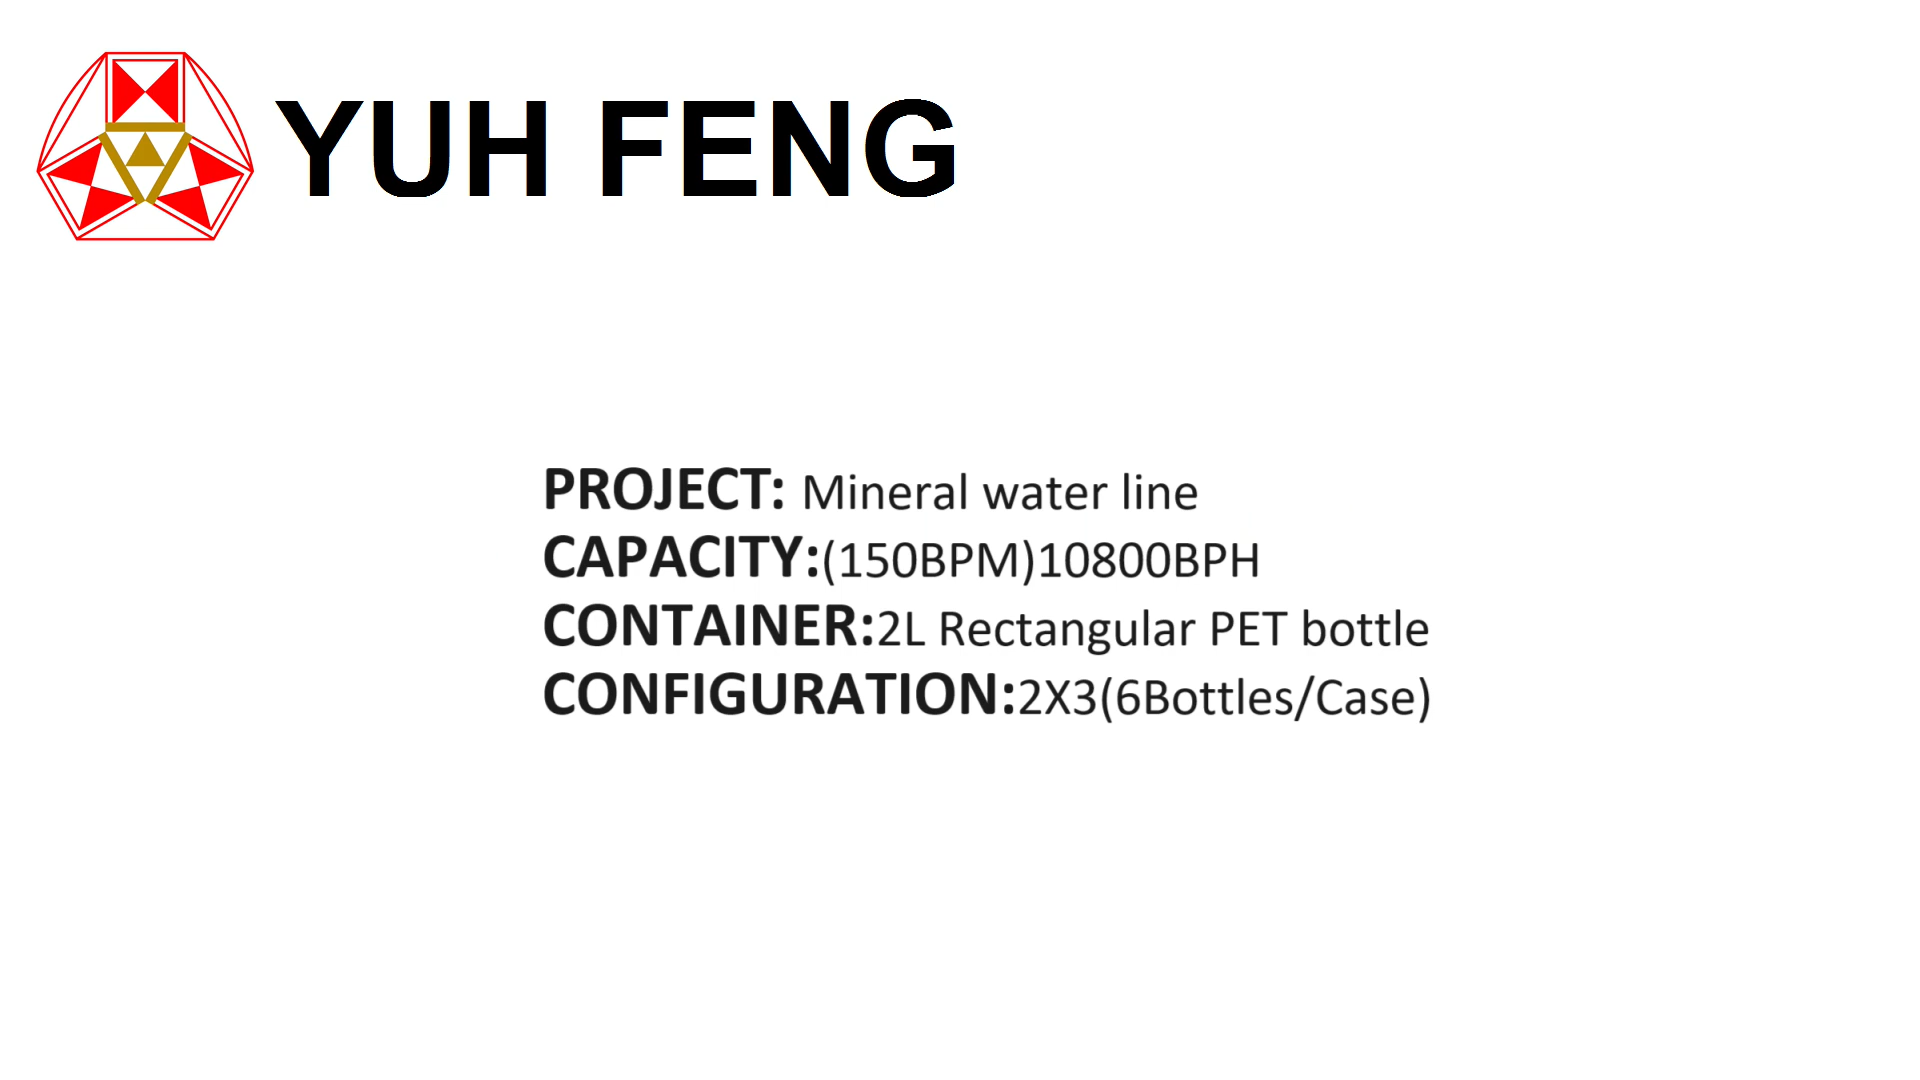 YUH FENG
PROJECT: Mineral water line
CAPACITY:(150BPM)10800BPH
CONTAINER:2L Rectangular PET bottle
CONFIGURATION:2X3(6Bottles/Case)